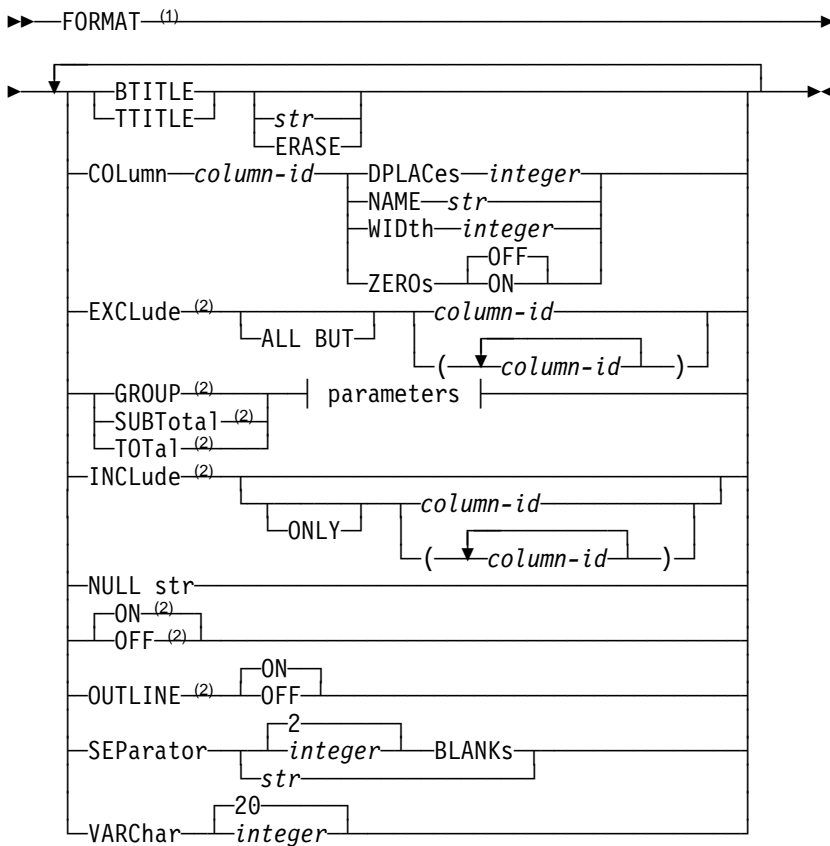 FORMAT (1)
BTITLE
TTITLE
str
ERASE
COLumn column-id DPLACes integer
NAME str
WIDth integer
OFF
ZEROs ON
EXCLude (2) column-id
ALL BUT
( column-id )
GROUP (2) parameters
SUBTotal (2)
TOTal (2)
INCLude (2)
column-id
ONLY
( column-id )
NULL str
ON (2)
OFF (2)
ON
OUTLINE (2) OFF
2
SEParator integer BLANKs
str
20
VARChar integer